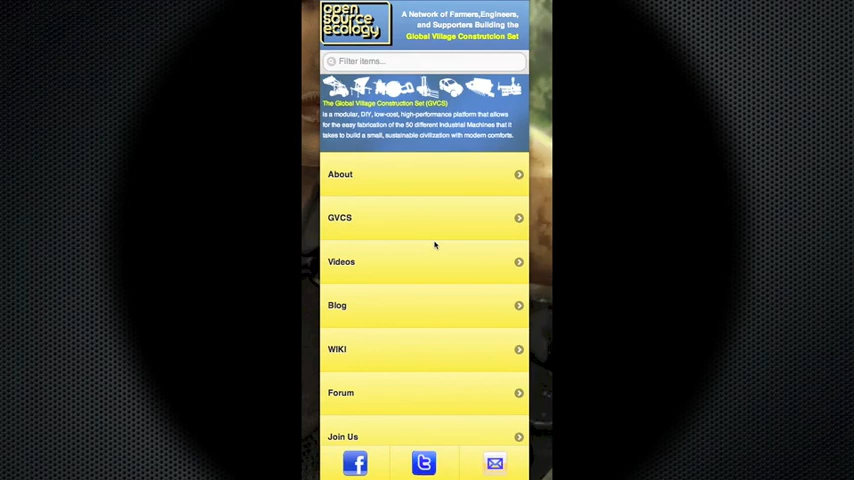 open
source
ecology
A Network of Farmers,Engineers,
and Supporters Building the
Global Village Construtcion Set
Filter items...
The Global Village Construction Set (GVCS)
is a modular, DIY, low-cost, high-performance platform that allows
for the easy fabrication of the 50 different Industrial Machines that it
takes to build a small, sustainable civilization with modern comforts.
About
GVCS
Videos
Blog
WIKI
Forum
Join Us